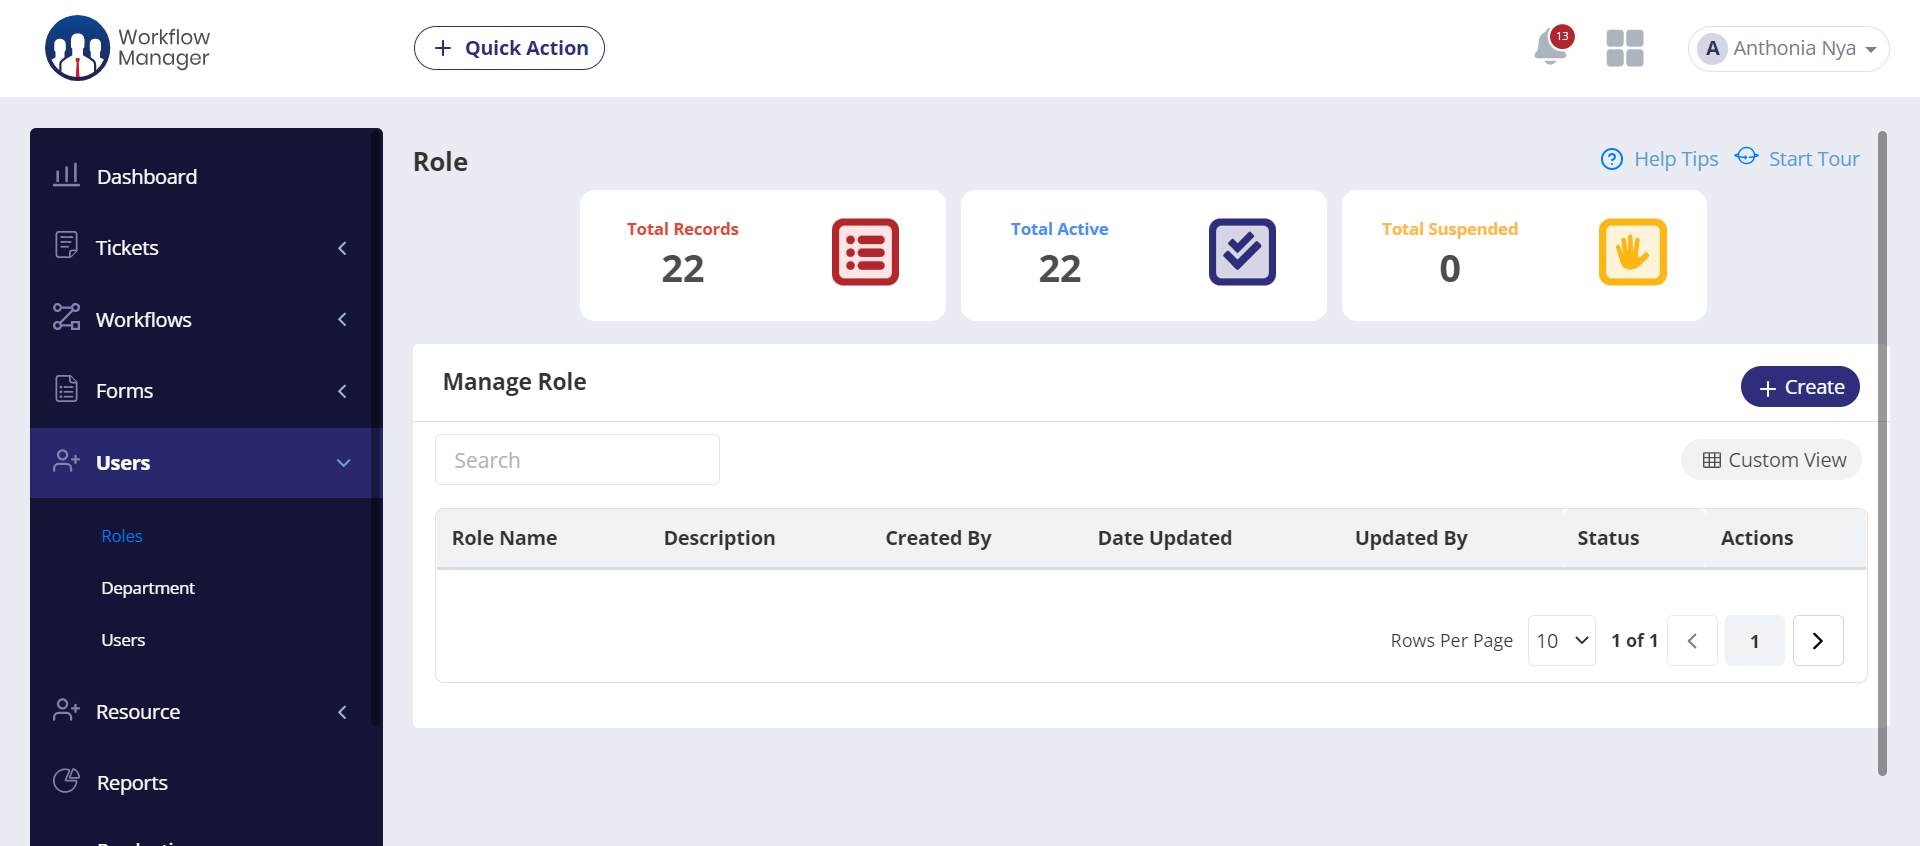 Workflow
Manager
Quick Action
13
A Anthonia Nya
Dashboard
Tickets
Workflows
Forms
Users
Roles
Department
Users
Resource
Reports
Role
Help Tips
Start Tour
Total Records
22
Total Active
22
Total Suspended
0
Manage Role
Create
Search
Custom View
Role Name Description Created By Date Updated Updated By Status Actions
Rows Per Page 10 1 of 1 1